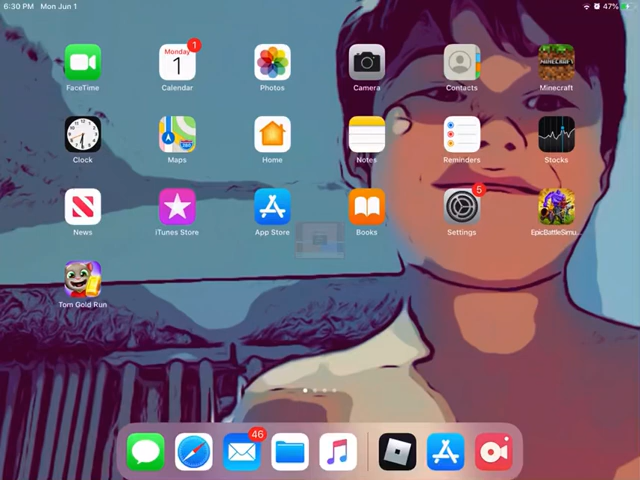 6:30 PM Mon Jun 1
47%
Monday
1
1
FaceTime
Calendar
Photos
Camera
Contacts
MINECRAFT
Minecraft
Clock
Maps
Home
Notes
Reminders
Stocks
5
News
iTunes Store
App Store
Books
Settings
EpicBattleSimu...
Tom Gold Run
46